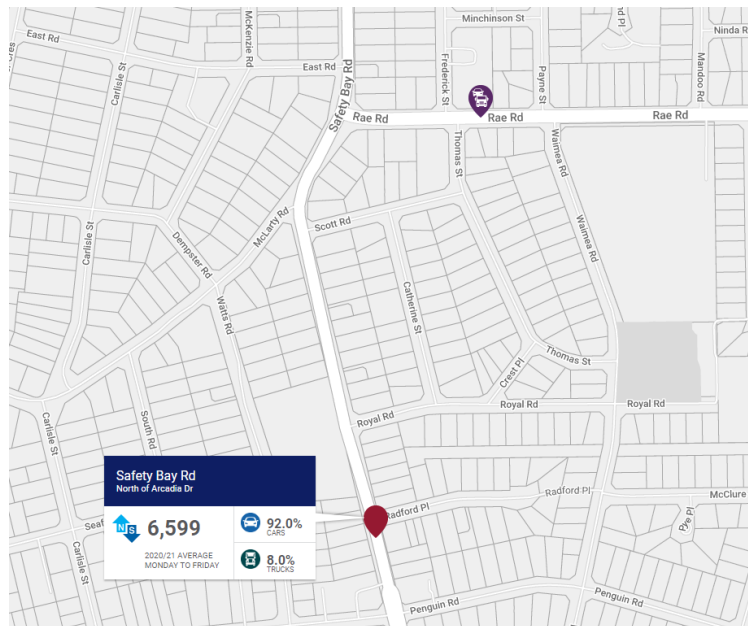 Minchinson St
Ninda R
East Rd
McKenzie Rd
East Rd
Carlisle St
Safety Bay Rd
Frederick St
Payne St
Mandoo Rd
Rae Rd
Rae Rd
Rae Rd
Thomas St
Waimea Rd
McLarty Rd
Scott Rd
Waimea Rd
Carlisle St
Dempster Rd
Watts Rd
Catherine St
Thomas St
Crest Pl
Royal Rd
Royal Rd
Royal Rd
South Rd
Carlisle St
Safety Bay Rd
North of Arcadia Dr
Radford Pl
McClure
Radford Pl
Pye Pl
Seaf
N S
6,599
92.0%
CARS
2020/21 AVERAGE
MONDAY TO FRIDAY
8.0%
TRUCKS
Carlisle St
Penguin Rd
Penguin Rd